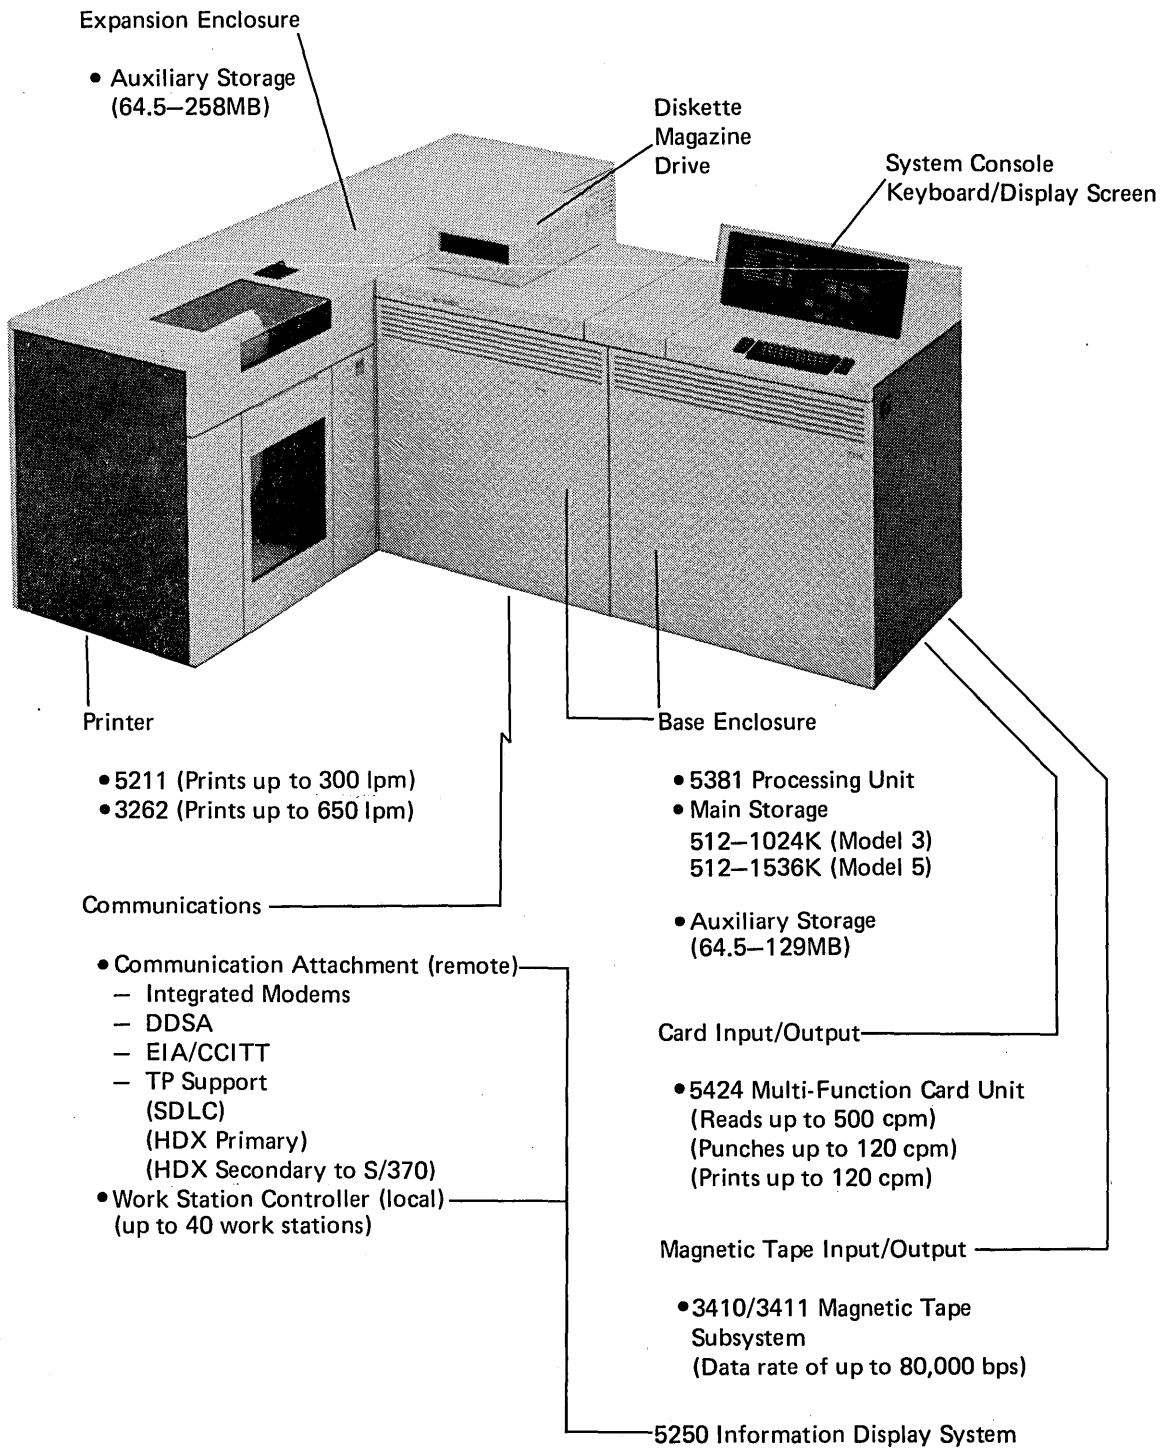 Expansion Enclosure
• Auxiliary Storage
(64.5–258MB)
Diskette
Magazine
Drive
System Console
Keyboard/Display Screen
Printer
• 5211 (Prints up to 300 lpm)
• 3262 (Prints up to 650 lpm)
Communications
• Communication Attachment (remote)
– Integrated Modems
– DDSA
– EIA/CCITT
– TP Support
(SDLC)
(HDX Primary)
(HDX Secondary to S/370)
• Work Station Controller (local)
(up to 40 work stations)
Base Enclosure
• 5381 Processing Unit
• Main Storage
512–1024K (Model 3)
512–1536K (Model 5)
• Auxiliary Storage
(64.5–129MB)
Card Input/Output
• 5424 Multi-Function Card Unit
(Reads up to 500 cpm)
(Punches up to 120 cpm)
(Prints up to 120 cpm)
Magnetic Tape Input/Output
• 3410/3411 Magnetic Tape
Subsystem
(Data rate of up to 80,000 bps)
5250 Information Display System